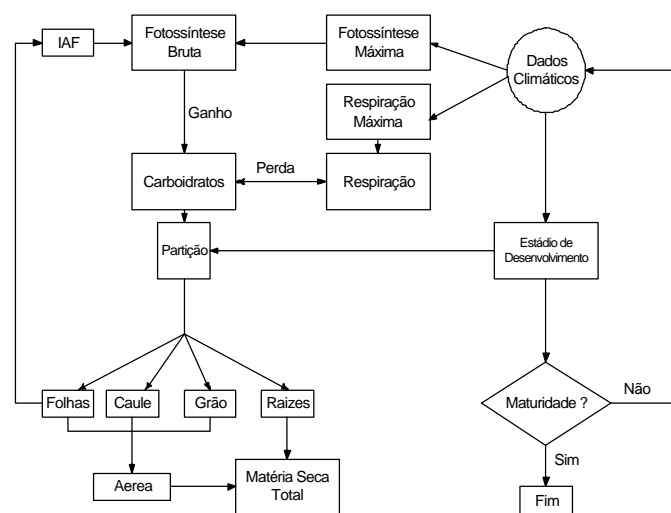 IAF
Fotossíntese
Bruta
Fotossíntese
Máxima
Dados
Climáticos
Respiração
Máxima
Ganho
Perda
Carboidratos
Respiração
Partição
Estádio de
Desenvolvimento
Folhas
Caule
Grão
Raizes
Maturidade ?
Não
Sim
Aerea
Matéria Seca
Total
Fim